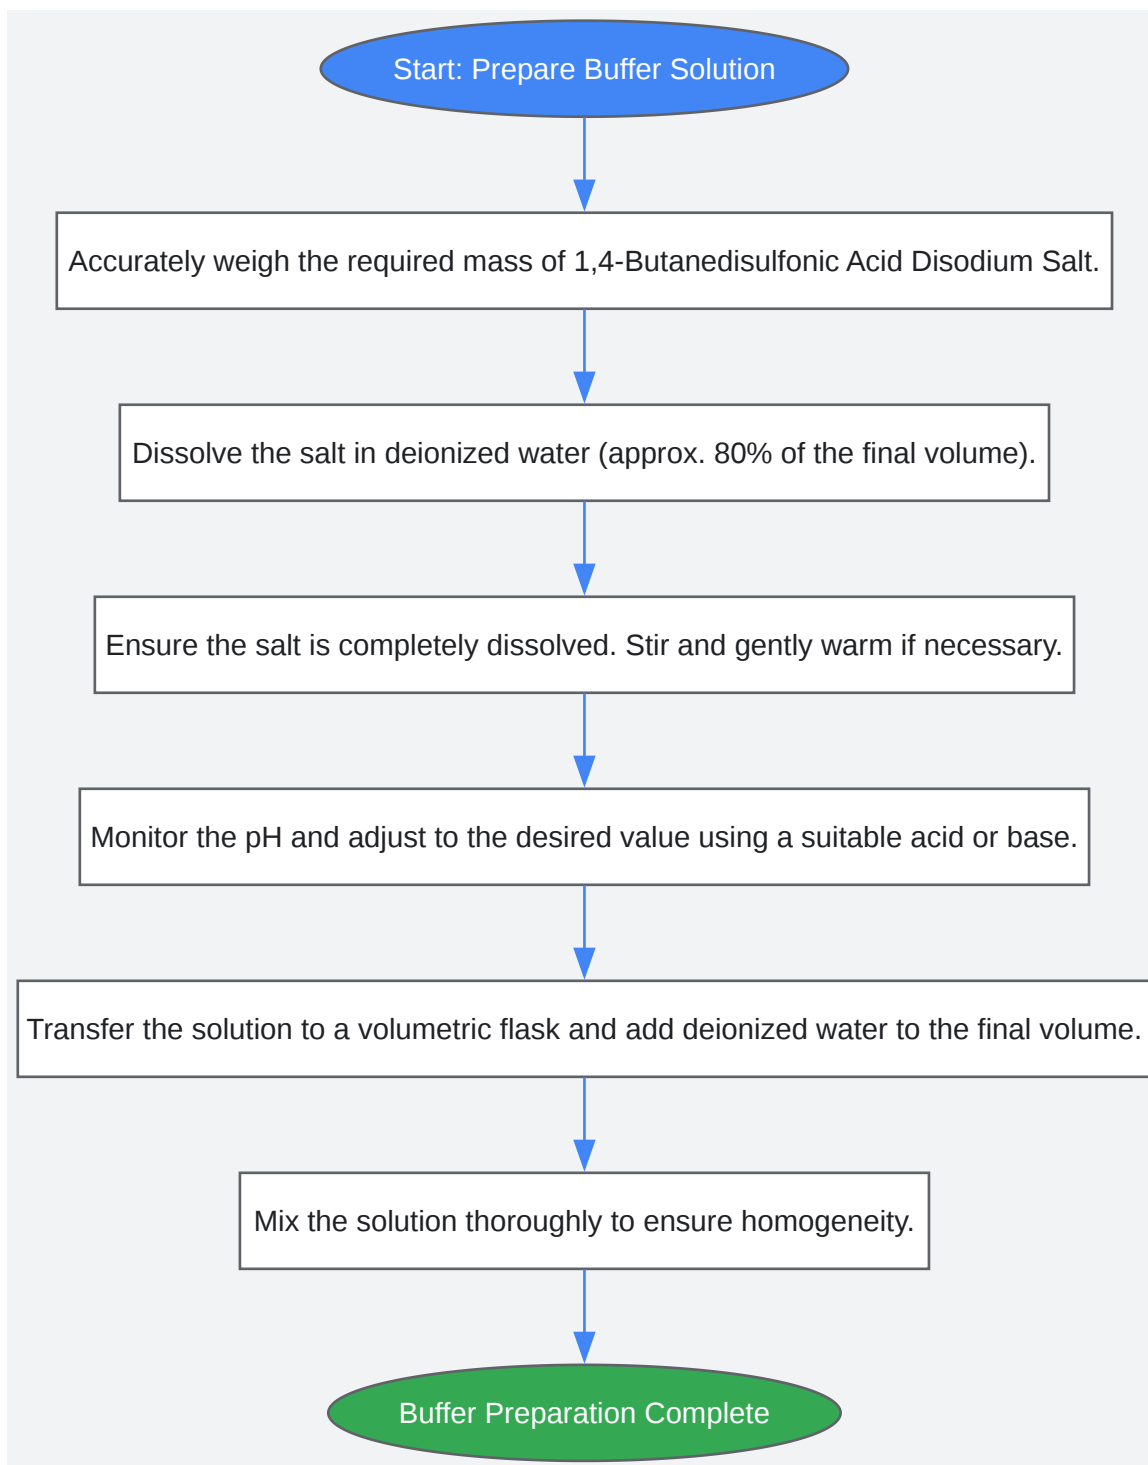 Start: Prepare Buffer Solution
Accurately weigh the required mass of 1,4-Butanedisulfonic Acid Disodium Salt.
Dissolve the salt in deionized water (approx. 80% of the final volume).
Ensure the salt is completely dissolved. Stir and gently warm if necessary.
Monitor the pH and adjust to the desired value using a suitable acid or base.
Transfer the solution to a volumetric flask and add deionized water to the final volume.
Mix the solution thoroughly to ensure homogeneity.
Buffer Preparation Complete